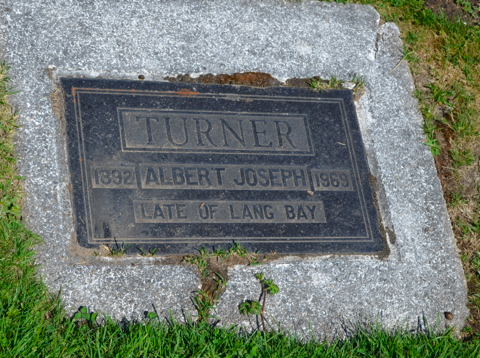 TURNER
1892 ALBERT JOSEPH 1969
LATE OF LANG BAY